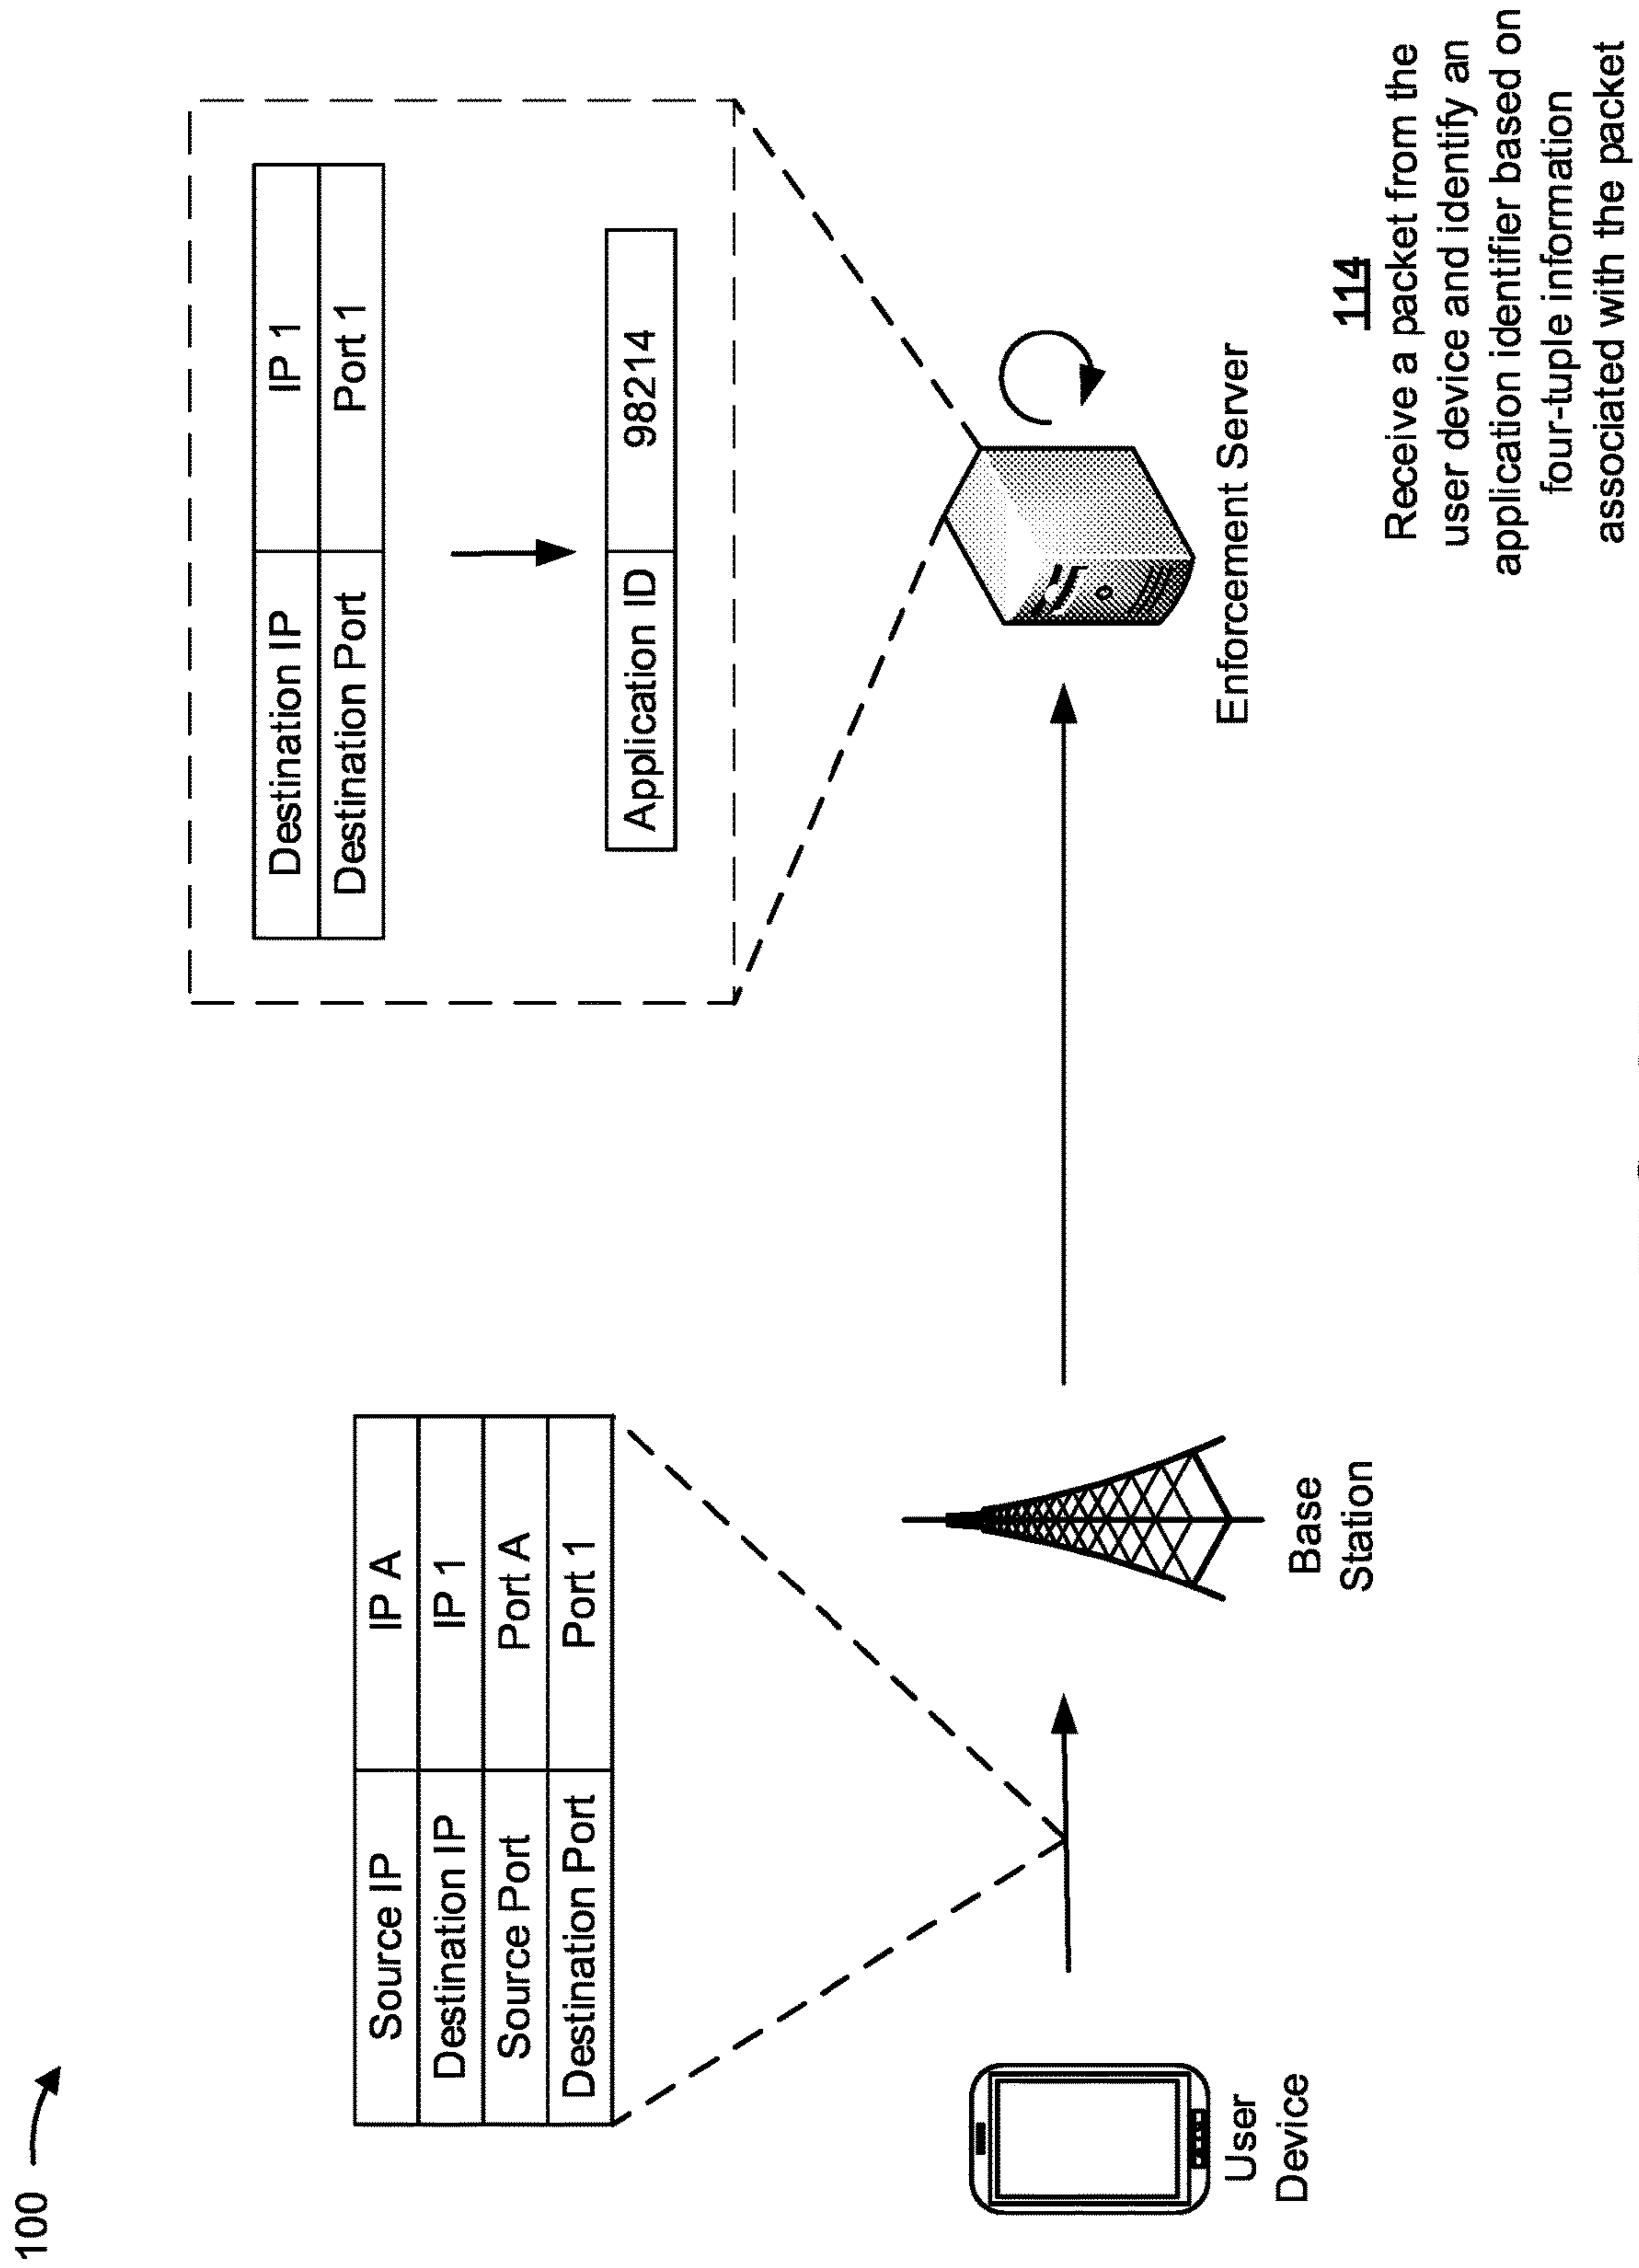 100
Source IP IP A
Destination IP IP 1
Source Port Port A
Destination Port Port 1
Destination IP IP 1
Destination Port Port 1
Application ID 98214
User
Device
Base
Station
Enforcement Server
114
Receive a packet from the
user device and identify an
application identifier based on
four-tuple information
associated with the packet